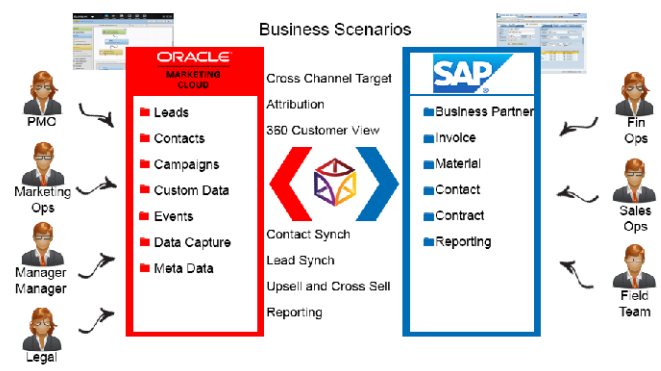 Business Scenarios
ORACLE
MARKETING
CLOUD
Leads
Contacts
Campaigns
Custom Data
Events
Data Capture
Meta Data
Cross Channel Target
Attribution
360 Customer View
Contact Synch
Lead Synch
Upsell and Cross Sell
Reporting
SAP
Business Partner
Invoice
Material
Contact
Contract
Reporting
PMO
Marketing
Ops
Manager
Manager
Legal
Fin
Ops
Sales
Ops
Field
Team